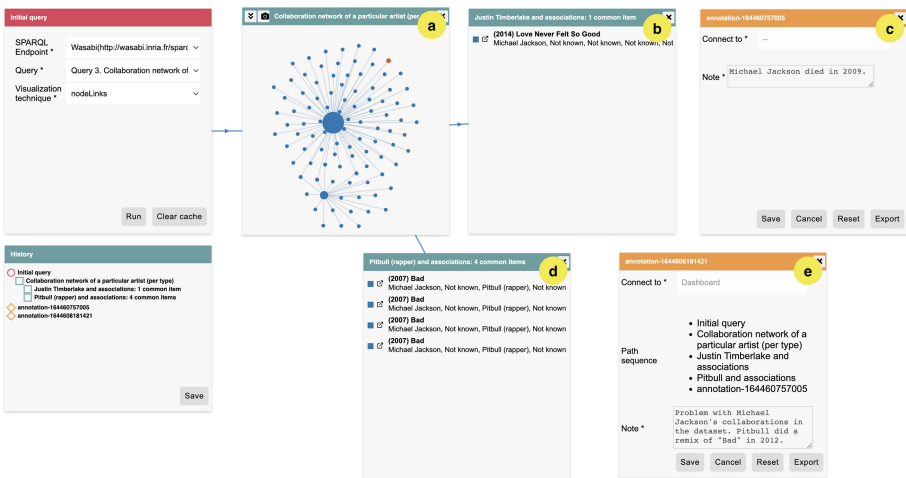 Initial query
SPARQL
Endpoint *
Wasabi(http://wasabi.inria.fr/sparc
Query *
Query 3. Collaboration network of
Visualization
technique *
nodeLinks
Run
Clear cache
Collaboration network of a particular artist (per
a
Justin Timberlake and associations: 1 common item
b
(2014) Love Never Felt So Good
Michael Jackson, Not known, Not known, Not known, Not
annotation-164460757005
c
Connect to *
...
Note *
Michael Jackson died in 2009.
Save
Cancel
Reset
Export
History
Initial query
Collaboration network of a particular artist (per type)
Justin Timberlake and associations: 1 common item
Pitbull (rapper) and associations: 4 common items
annotation-164460757005
annotation-1644608181421
Save
Pitbull (rapper) and associations: 4 common items
d
(2007) Bad
Michael Jackson, Not known, Pitbull (rapper), Not known
(2007) Bad
Michael Jackson, Not known, Pitbull (rapper), Not known
(2007) Bad
Michael Jackson, Not known, Pitbull (rapper), Not known
(2007) Bad
Michael Jackson, Not known, Pitbull (rapper), Not known
annotation-1644608181421
e
Connect to *
Dashboard
Path
sequence
• Initial query
• Collaboration network of a
particular artist (per type)
• Justin Timberlake and
associations
• Pitbull and associations
• annotation-164460757005
Note *
Problem with Michael
Jackson's collaborations in
the dataset. Pitbull did a
remix of "Bad" in 2012.
Save
Cancel
Reset
Export